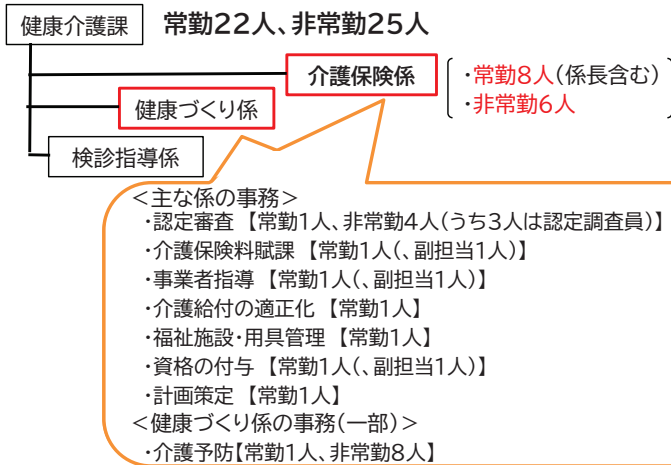 健康介護課 常勤22人、非常勤25人
介護保険係 ・常勤8人(係長含む)
・非常勤6人
健康づくり係
検診指導係
<主な係の事務>
・認定審査 【常勤1人、非常勤4人(うち3人は認定調査員)】
・介護保険料賦課 【常勤1人(、副担当1人)】
・事業者指導 【常勤1人(、副担当1人)】
・介護給付の適正化 【常勤1人】
・福祉施設・用具管理 【常勤1人】
・資格の付与 【常勤1人(、副担当1人)】
・計画策定 【常勤1人】
<健康づくり係の事務(一部)>
・介護予防【常勤1人、非常勤8人】